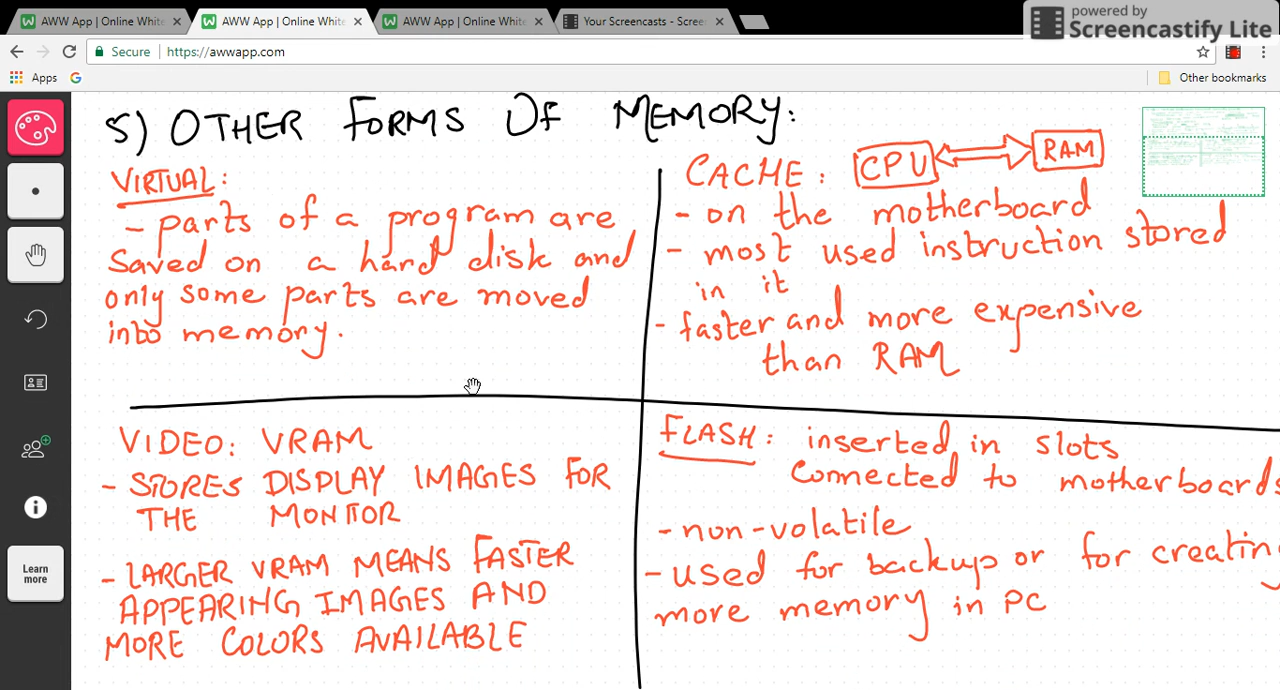 AWW App | Online White
AWW App | Online White
AWW App | Online White
Your Screencasts - Scree
powered by
Screencastify Lite
Secure
https://awwapp.com
Apps
Other bookmarks
5) OTHER FORMS OF MEMORY:
VIRTUAL:
- parts of a program are
saved on a hard disk and
only some parts are moved
into memory.
CACHE: CPU RAM
- on the motherboard
- most used instruction stored
in it
- faster and more expensive
than RAM
VIDEO: VRAM
- STORES DISPLAY IMAGES FOR
THE MONTIOR
- LARGER VRAM MEANS FASTER
APPEARING IMAGES AND
MORE COLORS AVAILABLE
FLASH: inserted in slots
connected to motherboards
- non-volatile
- used for backup or for creatin
more memory in PC
Learn
more